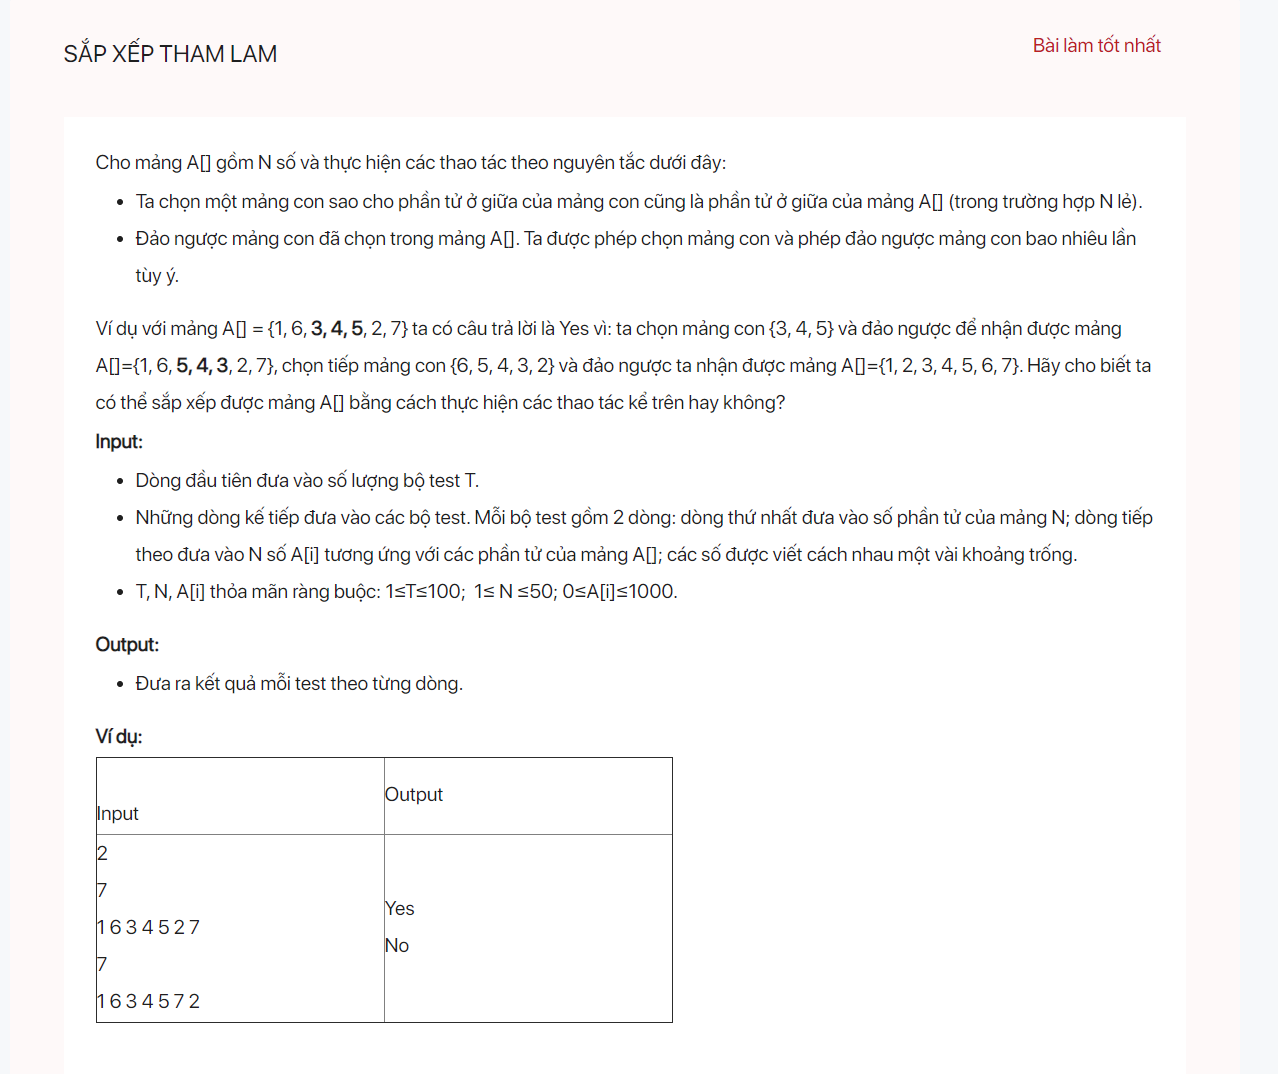 SẮP XẾP THAM LAM
Bài làm tốt nhất
Cho mảng A[] gồm N số và thực hiện các thao tác theo nguyên tắc dưới đây:
Ta chọn một mảng con sao cho phần tử ở giữa của mảng con cũng là phần tử ở giữa của mảng A[] (trong trường hợp N lẻ).
Đảo ngược mảng con đã chọn trong mảng A[]. Ta được phép chọn mảng con và phép đảo ngược mảng con bao nhiêu lần
tùy ý.
Ví dụ với mảng A[] = {1, 6, 3, 4, 5, 2, 7} ta có câu trả lời là Yes vì: ta chọn mảng con {3, 4, 5} và đảo ngược để nhận được mảng
A[]={1, 6, 5, 4, 3, 2, 7}, chọn tiếp mảng con {6, 5, 4, 3, 2} và đảo ngược ta nhận được mảng A[]={1, 2, 3, 4, 5, 6, 7}. Hãy cho biết ta
có thể sắp xếp được mảng A[] bằng cách thực hiện các thao tác kể trên hay không?
Input:
Dòng đầu tiên đưa vào số lượng bộ test T.
Những dòng kế tiếp đưa vào các bộ test. Mỗi bộ test gồm 2 dòng: dòng thứ nhất đưa vào số phần tử của mảng N; dòng tiếp
theo đưa vào N số A[i] tương ứng với các phần tử của mảng A[]; các số được viết cách nhau một vài khoảng trống.
T, N, A[i] thỏa mãn ràng buộc: 1≤T≤100; 1≤ N ≤50; 0≤A[i]≤1000.
Output:
Đưa ra kết quả mỗi test theo từng dòng.
Ví dụ:
Input
Output
2
7
1 6 3 4 5 2 7
7
1 6 3 4 5 7 2
Yes
No